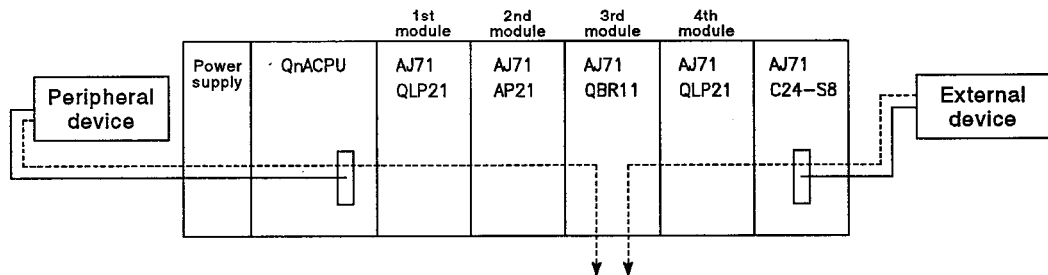 1st
module
2nd
module
3rd
module
4th
module
Power
supply
QnACPU
AJ71
QLP21
AJ71
AP21
AJ71
QBR11
AJ71
QLP21
AJ71
C24-S8
Peripheral
device
External
device